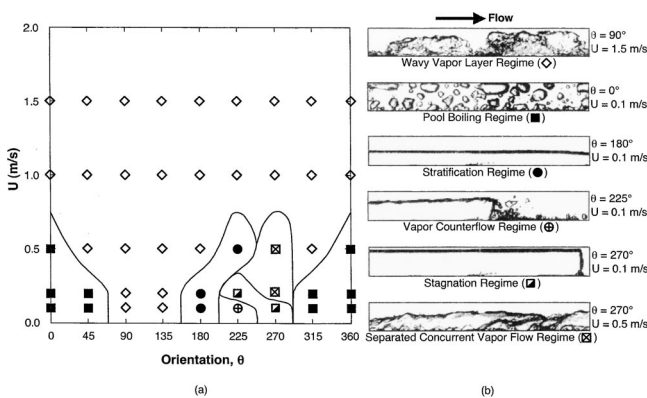 (a)
2.0
1.5
1.0
0.5
0.0
U (m/s)
0 45 90 135 180 225 270 315 360
Orientation, θ
(a)
(b)
Flow
θ = 90°
U = 1.5 m/s
Wavy Vapor Layer Regime (◇)
θ = 0°
U = 0.1 m/s
Pool Boiling Regime (■)
θ = 180°
U = 0.1 m/s
Stratification Regime (●)
θ = 225°
U = 0.1 m/s
Vapor Counterflow Regime (⊕)
θ = 270°
U = 0.1 m/s
Stagnation Regime (◪)
θ = 270°
U = 0.5 m/s
Separated Concurrent Vapor Flow Regime (⊠)
(b)